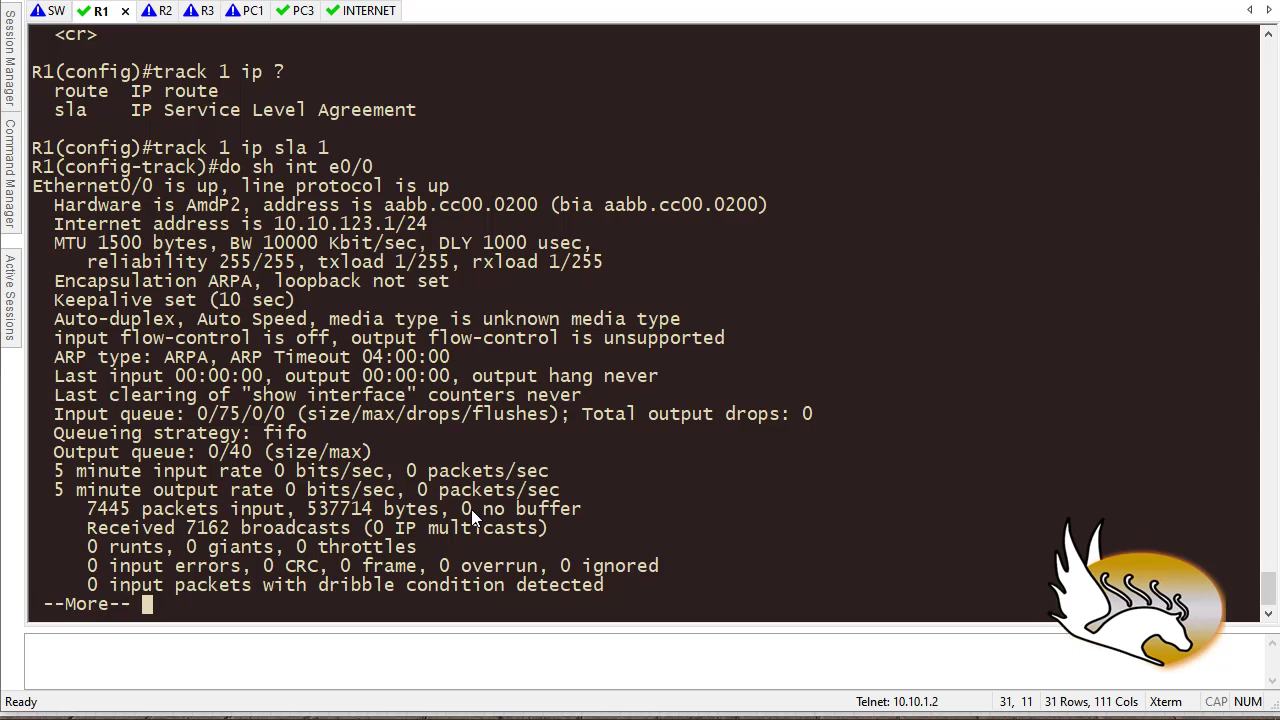 SW R1 × R2 R3 PC1 PC3 INTERNET
Session Manager
Command Manager
Active Sessions
<cr>
R1(config)#track 1 ip ?
route IP route
sla IP Service Level Agreement
R1(config)#track 1 ip sla 1
R1(config-track)#do sh int e0/0
Ethernet0/0 is up, line protocol is up
Hardware is AmdP2, address is aabb.cc00.0200 (bia aabb.cc00.0200)
Internet address is 10.10.123.1/24
MTU 1500 bytes, BW 10000 Kbit/sec, DLY 1000 usec,
reliability 255/255, txload 1/255, rxload 1/255
Encapsulation ARPA, loopback not set
Keepalive set (10 sec)
Auto-duplex, Auto Speed, media type is unknown media type
input flow-control is off, output flow-control is unsupported
ARP type: ARPA, ARP Timeout 04:00:00
Last input 00:00:00, output 00:00:00, output hang never
Last clearing of "show interface" counters never
Input queue: 0/75/0/0 (size/max/drops/flushes); Total output drops: 0
Queueing strategy: fifo
Output queue: 0/40 (size/max)
5 minute input rate 0 bits/sec, 0 packets/sec
5 minute output rate 0 bits/sec, 0 packets/sec
7445 packets input, 537714 bytes, 0 no buffer
Received 7162 broadcasts (0 IP multicasts)
0 runts, 0 giants, 0 throttles
0 input errors, 0 CRC, 0 frame, 0 overrun, 0 ignored
0 input packets with dribble condition detected
--More--
Ready Telnet: 10.10.1.2 31, 11 31 Rows, 111 Cols Xterm CAP NUM